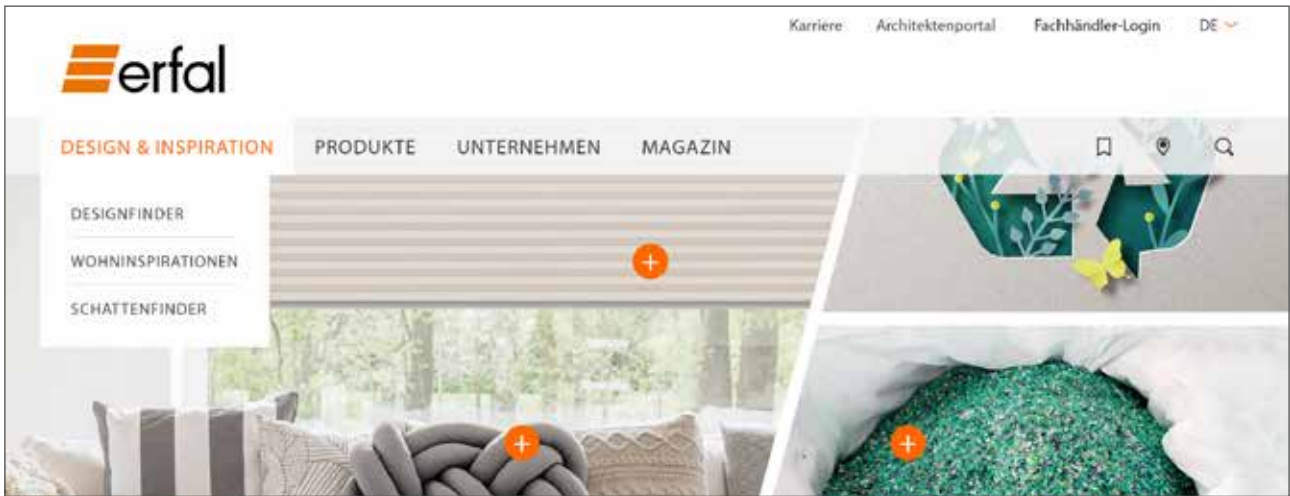 Karriere Architektenportal Fachhändler-Login DE
erfal
DESIGN & INSPIRATION PRODUKTE UNTERNEHMEN MAGAZIN
DESIGNFINDER
WOHNINSPIRATIONEN
SCHATTENFINDER